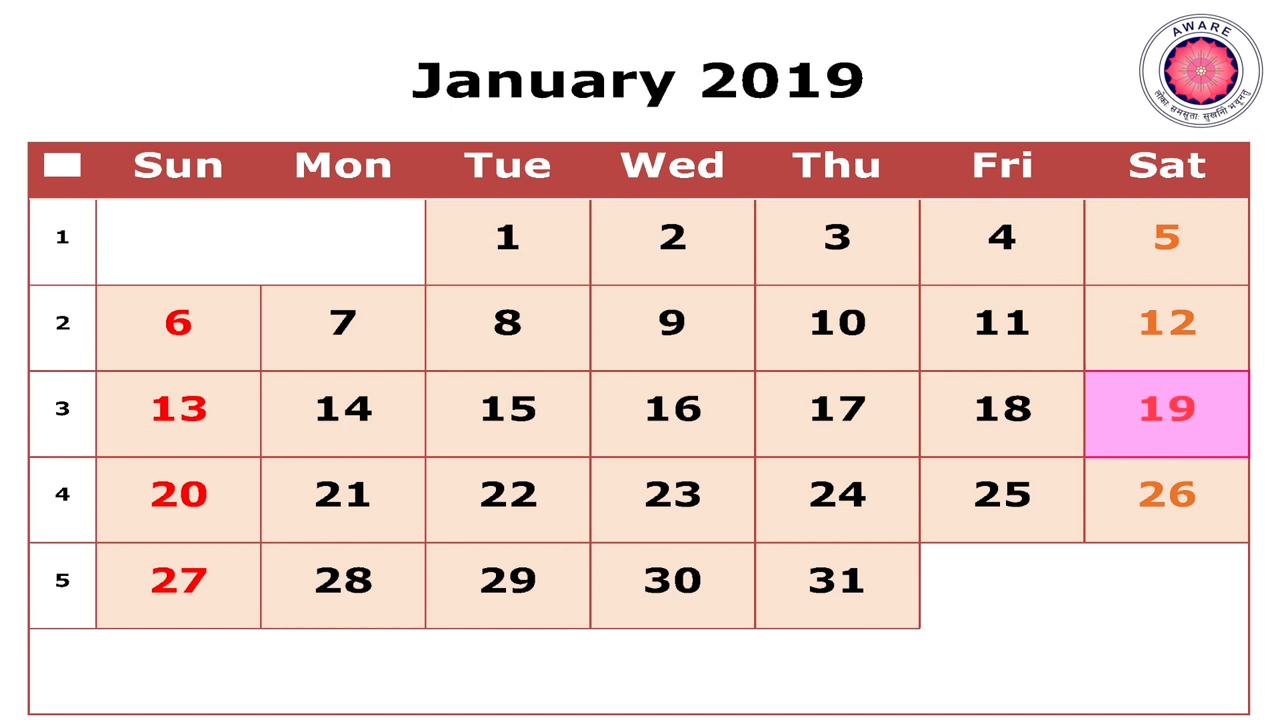 AWARE
January 2019
Sun Mon Tue Wed Thu Fri Sat
1 1 2 3 4 5
2 6 7 8 9 10 11 12
3 13 14 15 16 17 18 19
4 20 21 22 23 24 25 26
5 27 28 29 30 31